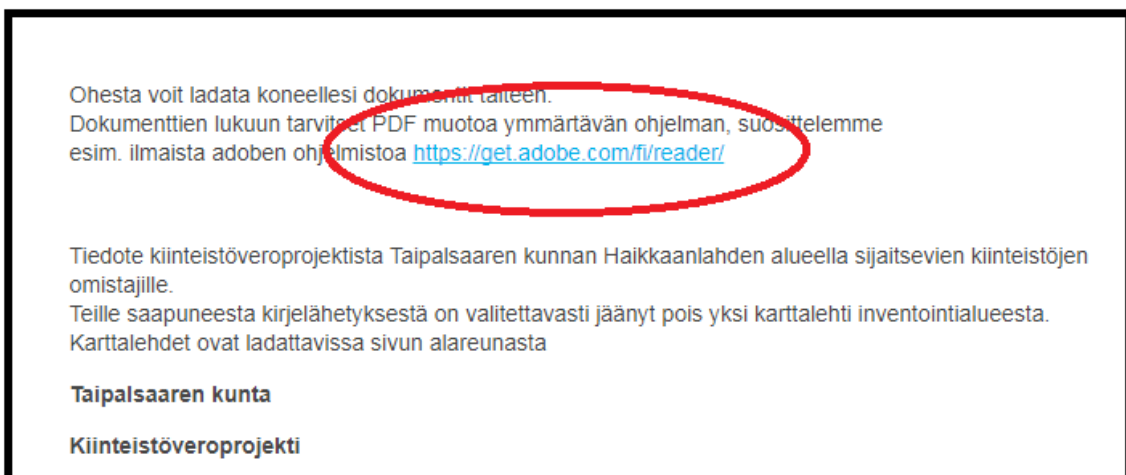 Ohesta voit ladata koneellesi dokumentit talteen.
Dokumenttien lukuun tarvitset PDF muotoa ymmärtävän ohjelman, suosittelemme
esim. ilmaista adoben ohjelmistoa https://get.adobe.com/fi/reader/
Tiedote kiinteistöveroprojektista Taipalsaaren kunnan Haikkaanlahden alueella sijaitsevien kiinteistöjen
omistajille.
Teille saapuneesta kirjelähetyksestä on valitettavasti jäänyt pois yksi karttalehti inventointialueesta.
Karttalehdet ovat ladattavissa sivun alareunasta
Taipalsaaren kunta
Kiinteistöveroprojekti